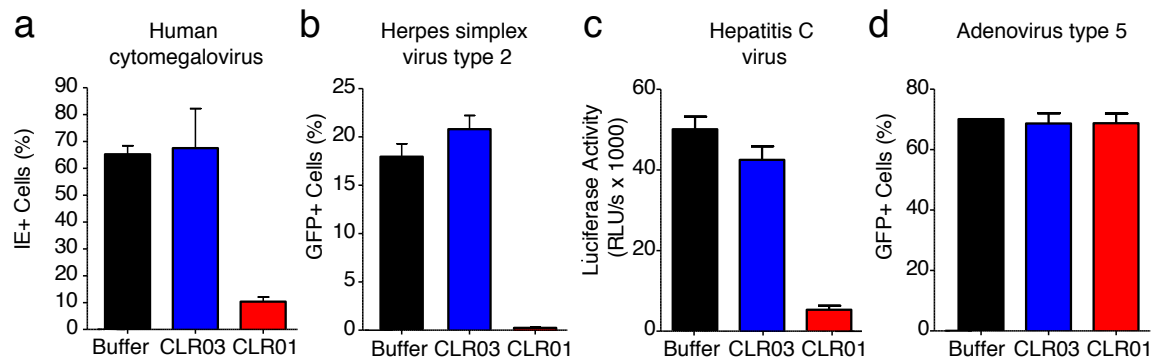 a
Human
cytomegalovirus
IE+ Cells (%)
90
80
70
60
50
40
30
20
10
0
Buffer CLR03 CLR01
b
Herpes simplex
virus type 2
GFP+ Cells (%)
25
20
15
10
5
0
Buffer CLR03 CLR01
c
Hepatitis C
virus
Luciferase Activity
(RLU/s x 1000)
60
40
20
0
Buffer CLR03 CLR01
d
Adenovirus type 5
GFP+ Cells (%)
80
60
40
20
0
Buffer CLR03 CLR01